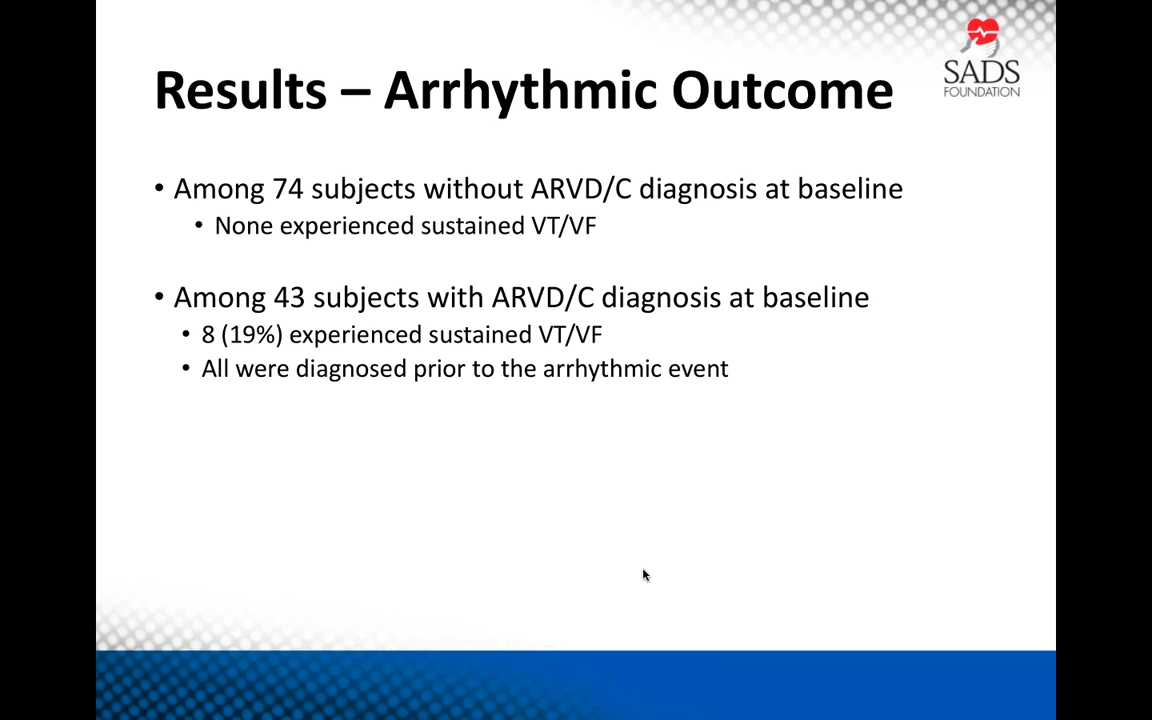 SADS
FOUNDATION
Results – Arrhythmic Outcome
• Among 74 subjects without ARVD/C diagnosis at baseline
• None experienced sustained VT/VF
• Among 43 subjects with ARVD/C diagnosis at baseline
• 8 (19%) experienced sustained VT/VF
• All were diagnosed prior to the arrhythmic event